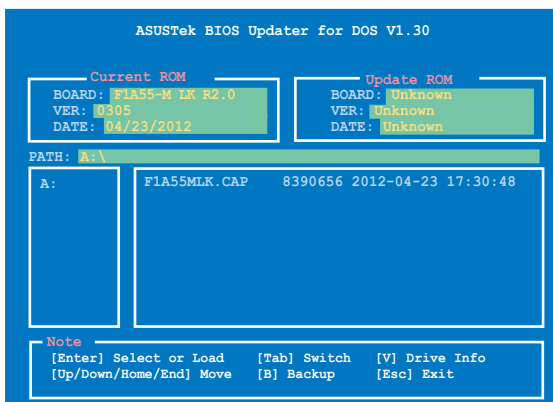 ASUSTek BIOS Updater for DOS V1.30
Current ROM
BOARD: F1A55-M LK R2.0
VER: 0305
DATE: 04/23/2012
Update ROM
BOARD: Unknown
VER: Unknown
DATE: Unknown
PATH: A:\
A:
F1A55MLK.CAP 8390656 2012-04-23 17:30:48
Note
[Enter] Select or Load [Tab] Switch [V] Drive Info
[Up/Down/Home/End] Move [B] Backup [Esc] Exit